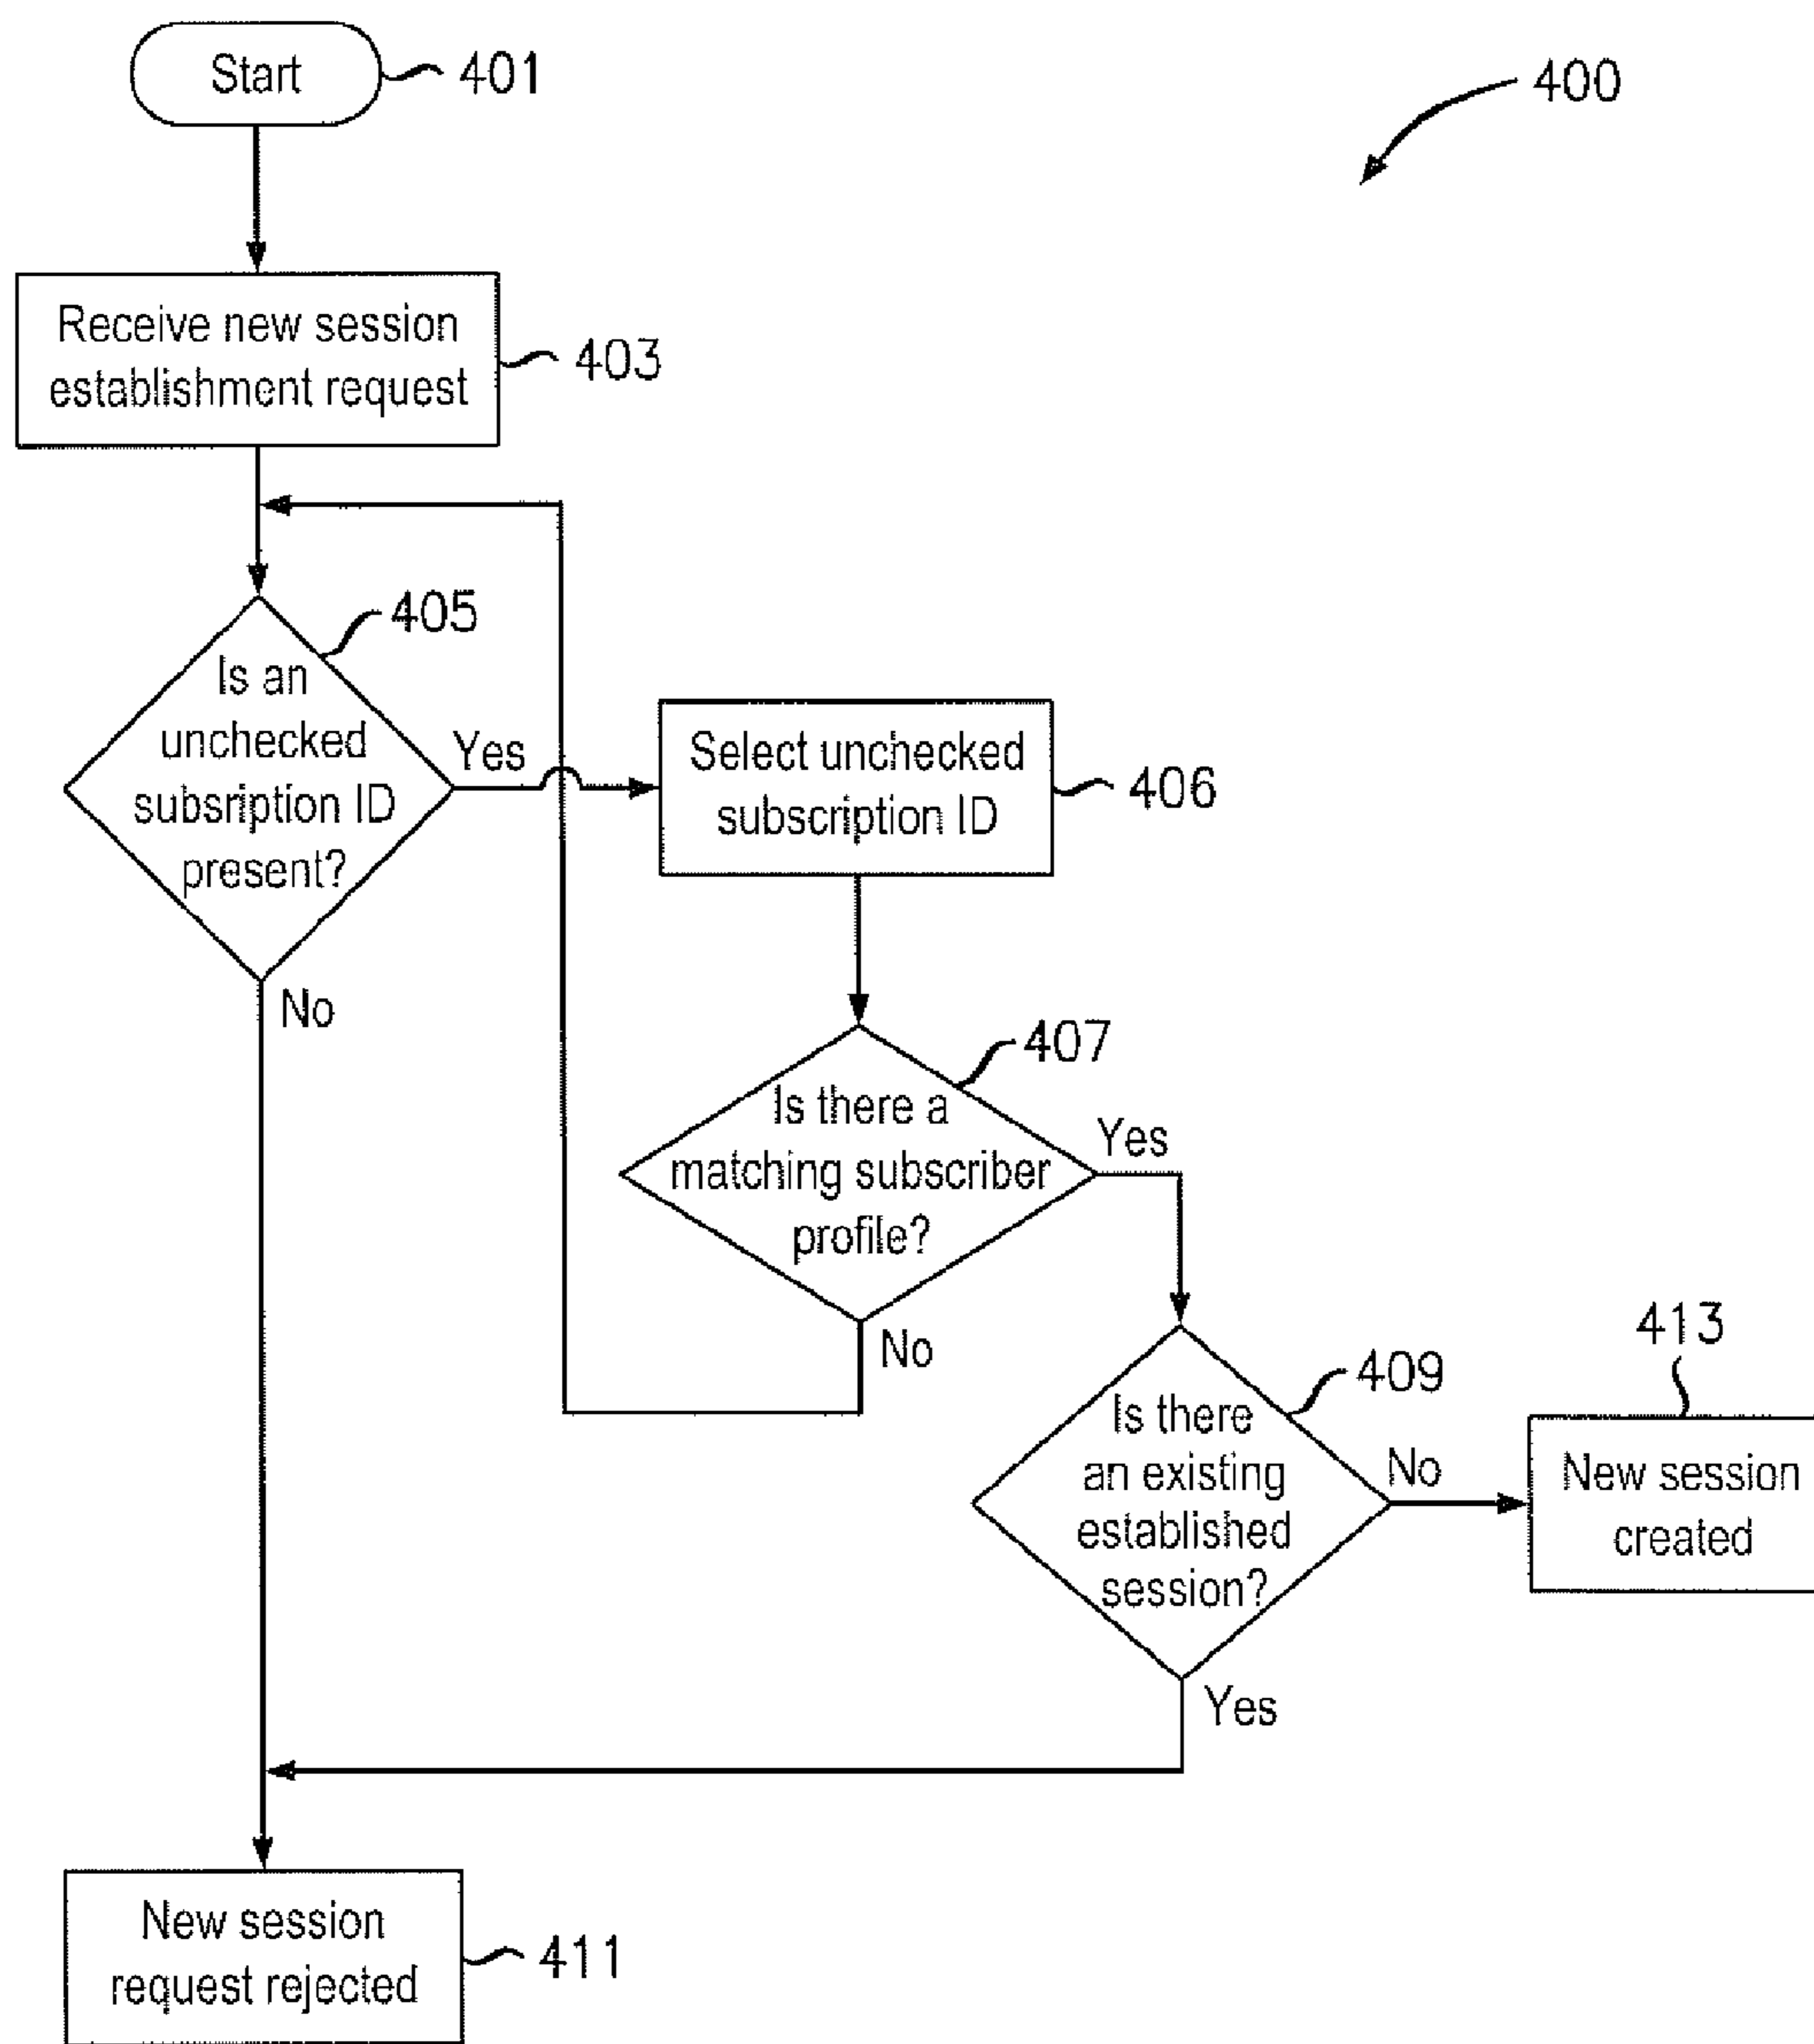 Start
401
400
Receive new session
establishment request
403
405
Is an
unchecked
subsription ID
present?
Yes
No
Select unchecked
subscription ID
406
407
Is there a
matching subscriber
profile?
Yes
No
409
Is there
an existing
established
session?
No
Yes
413
New session
created
New session
request rejected
411